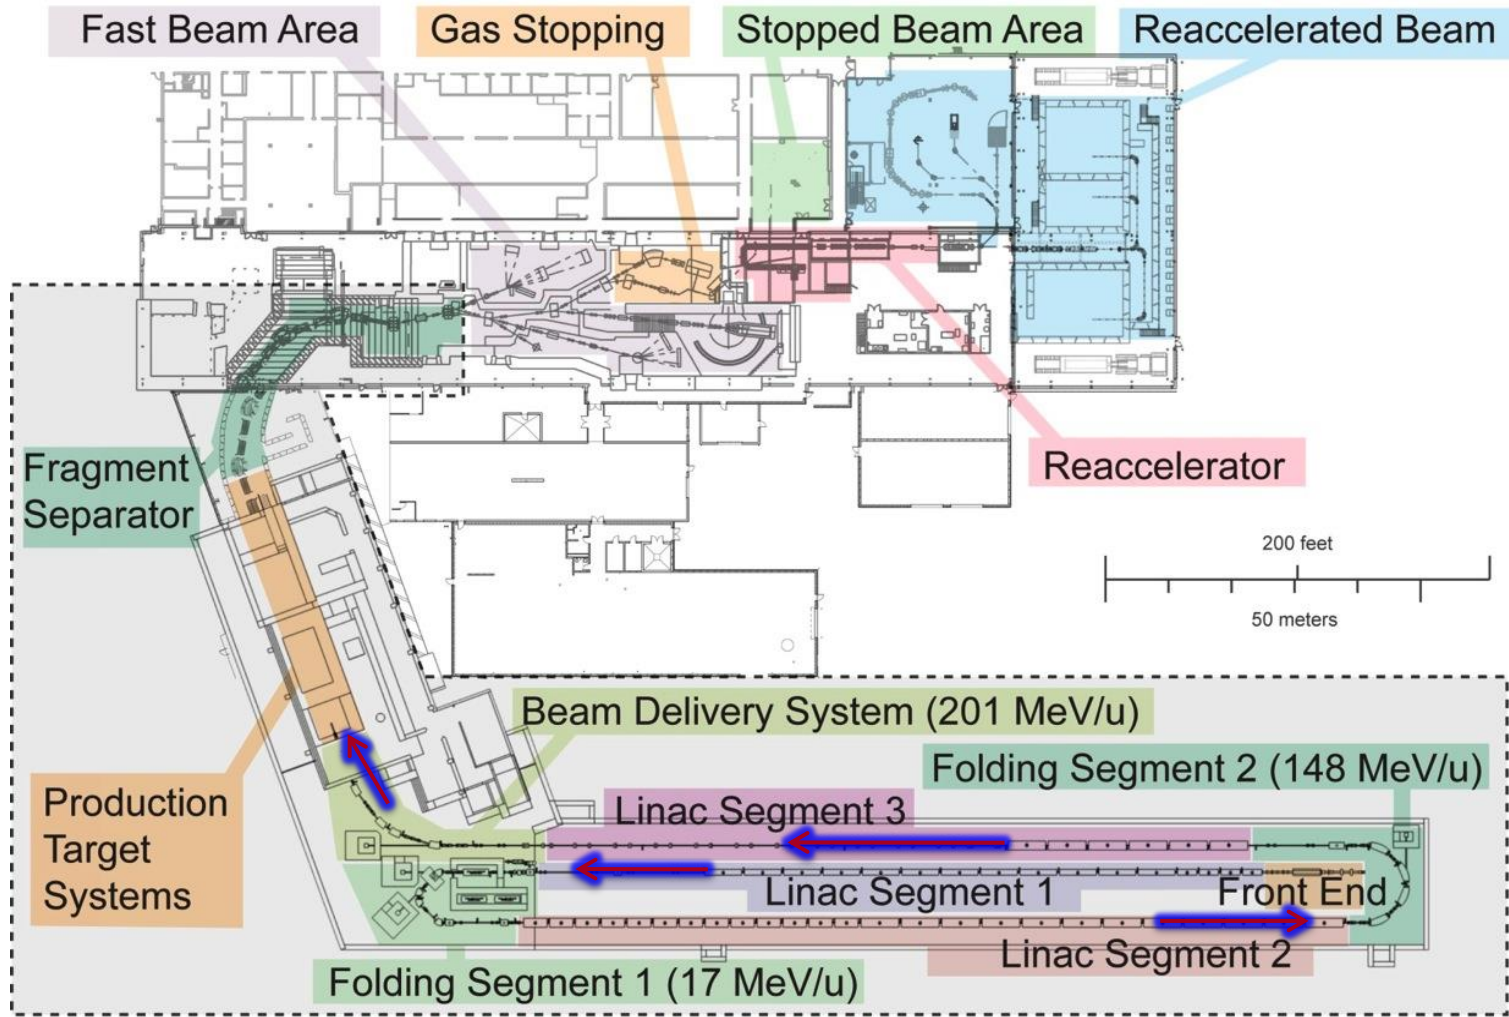 Fast Beam Area
Gas Stopping
Stopped Beam Area
Reaccelerated Beam
Fragment
Separator
Reaccelerator
200 feet
50 meters
Beam Delivery System (201 MeV/u)
Folding Segment 2 (148 MeV/u)
Production
Target
Systems
Linac Segment 3
Linac Segment 1
Front End
Linac Segment 2
Folding Segment 1 (17 MeV/u)